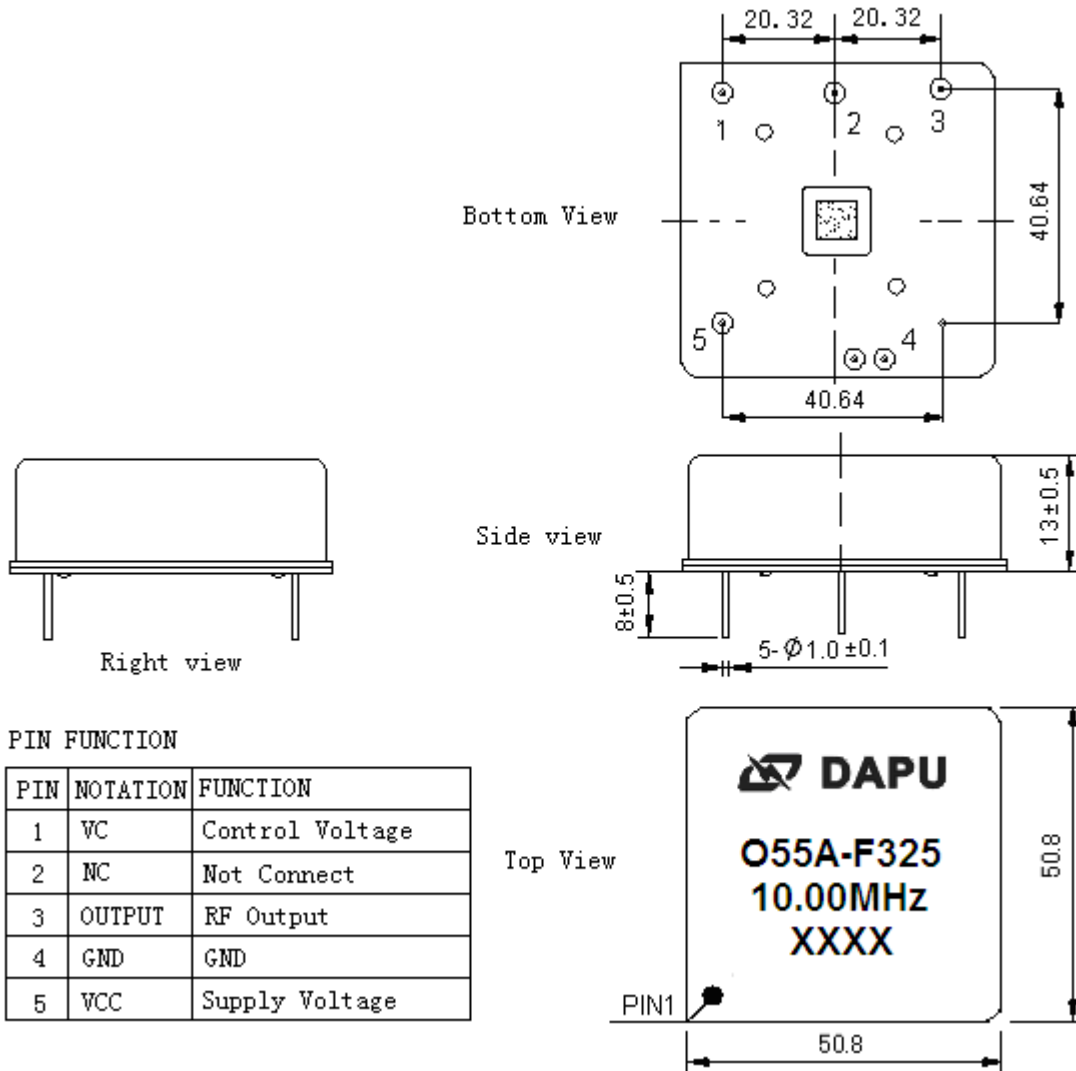 20.32 20.32
1 2 3
40.64
Bottom View
5 4
40.64
Side view
13±0.5
8±0.5
5-Φ1.0±0.1
Right view
PIN FUNCTION
PIN NOTATION FUNCTION
1 VC Control Voltage
2 NC Not Connect
3 OUTPUT RF Output
4 GND GND
5 VCC Supply Voltage
Top View
DAPU
O55A-F325
10.00MHz
XXXX
PIN1
50.8
50.8